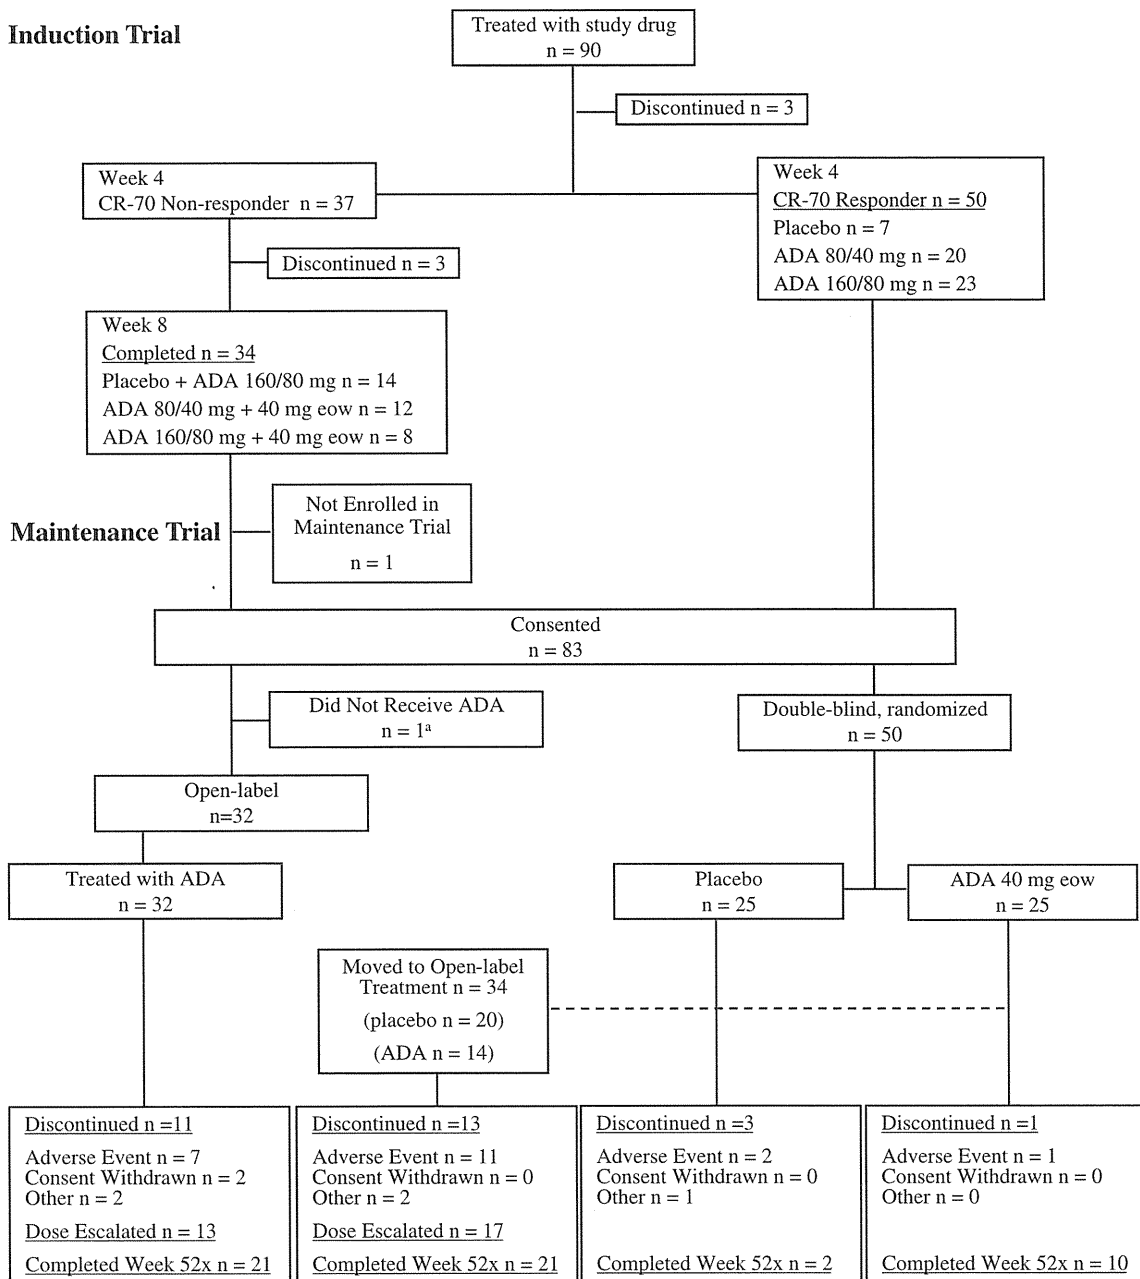 Induction Trial
Treated with study drug
n = 90
Discontinued n = 3
Week 4
CR-70 Non-responder n = 37
Week 4
CR-70 Responder n = 50
Placebo n = 7
ADA 80/40 mg n = 20
ADA 160/80 mg n = 23
Discontinued n = 3
Week 8
Completed n = 34
Placebo + ADA 160/80 mg n = 14
ADA 80/40 mg + 40 mg eow n = 12
ADA 160/80 mg + 40 mg eow n = 8
Maintenance Trial
Not Enrolled in
Maintenance Trial
n = 1
Consented
n = 83
Did Not Receive ADA
n = 1ª
Double-blind, randomized
n = 50
Open-label
n=32
Treated with ADA
n = 32
Placebo
n = 25
ADA 40 mg eow
n = 25
Moved to Open-label
Treatment n = 34
(placebo n = 20)
(ADA n = 14)
Discontinued n =11
Adverse Event n = 7
Consent Withdrawn n = 2
Other n = 2
Dose Escalated n = 13
Completed Week 52x n = 21
Discontinued n =13
Adverse Event n = 11
Consent Withdrawn n = 0
Other n = 2
Dose Escalated n = 17
Completed Week 52x n = 21
Discontinued n =3
Adverse Event n = 2
Consent Withdrawn n = 0
Other n = 1
Completed Week 52x n = 2
Discontinued n =1
Adverse Event n = 1
Consent Withdrawn n = 0
Other n = 0
Completed Week 52x n = 10